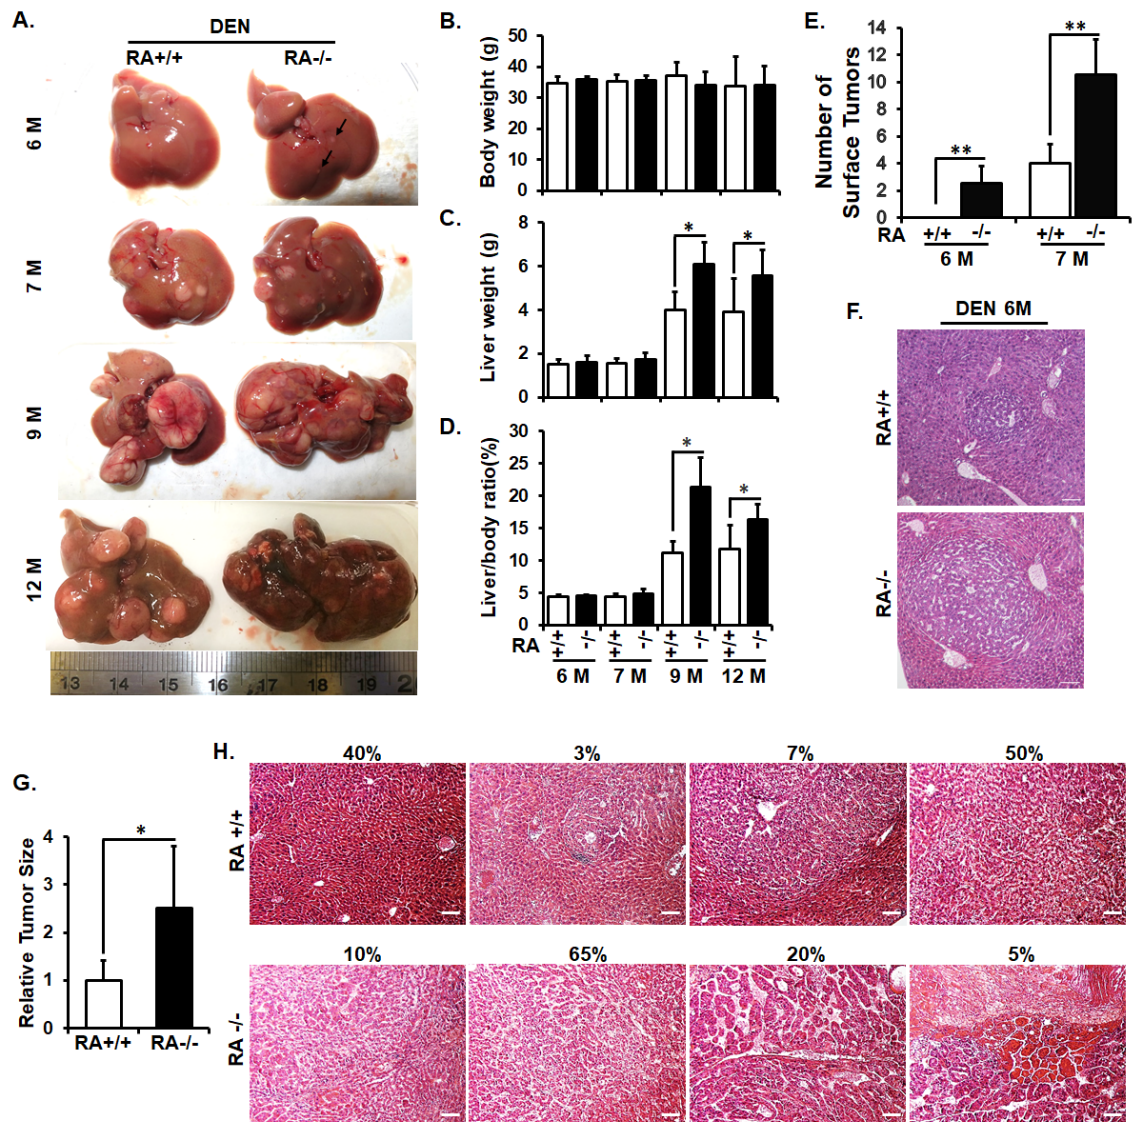 A.
DEN
RA+/+ RA-/-
6 M
7 M
9 M
12 M
13 14 15 16 17 18 19 20
B.
Body weight (g)
50
40
30
20
10
0
C.
Liver weight (g)
8
6
4
2
0
* *
D.
Liver/body ratio(%)
30
25
20
15
10
5
0
* *
RA +/+ -/- +/+ -/- +/+ -/- +/+ -/-
6 M 7 M 9 M 12 M
E.
Number of
Surface Tumors
14
12
10
8
6
4
2
0
** **
RA +/+ -/- +/+ -/-
6 M 7 M
F.
DEN 6M
RA+/+
RA-/-
G.
Relative Tumor Size
4
3
2
1
0
*
RA+/+ RA-/-
H.
40% 3% 7% 50%
RA +/+
10% 65% 20% 5%
RA -/-